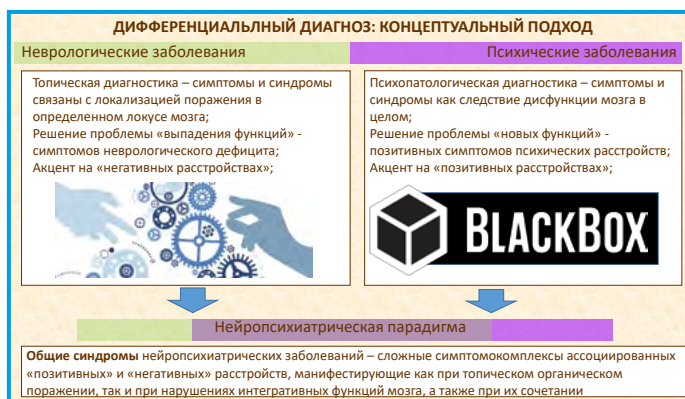 ДИФФЕРЕНЦИАЛЬЛНЫЙ ДИАГНОЗ: КОНЦЕПТУАЛЬНЫЙ ПОДХОД
Неврологические заболевания
Топическая диагностика – симптомы и синдромы
связаны с локализацией поражения в
определенном локусе мозга;
Решение проблемы «выпадения функций» -
симптомов неврологического дефицита;
Акцент на «негативных расстройствах»;
Психические заболевания
Психопатологическая диагностика – симптомы и
синдромы как следствие дисфункции мозга в
целом;
Решение проблемы «новых функций» -
позитивных симптомов психических расстройств;
Акцент на «позитивных расстройствах»;
BLACKBOX
Нейропсихиатрическая парадигма
Общие синдромы нейропсихиатрических заболеваний – сложные симптомокомплексы ассоциированных
«позитивных» и «негативных» расстройств, манифестирующие как при топическом органическом
поражении, так и при нарушениях интегративных функций мозга, а также при их сочетании